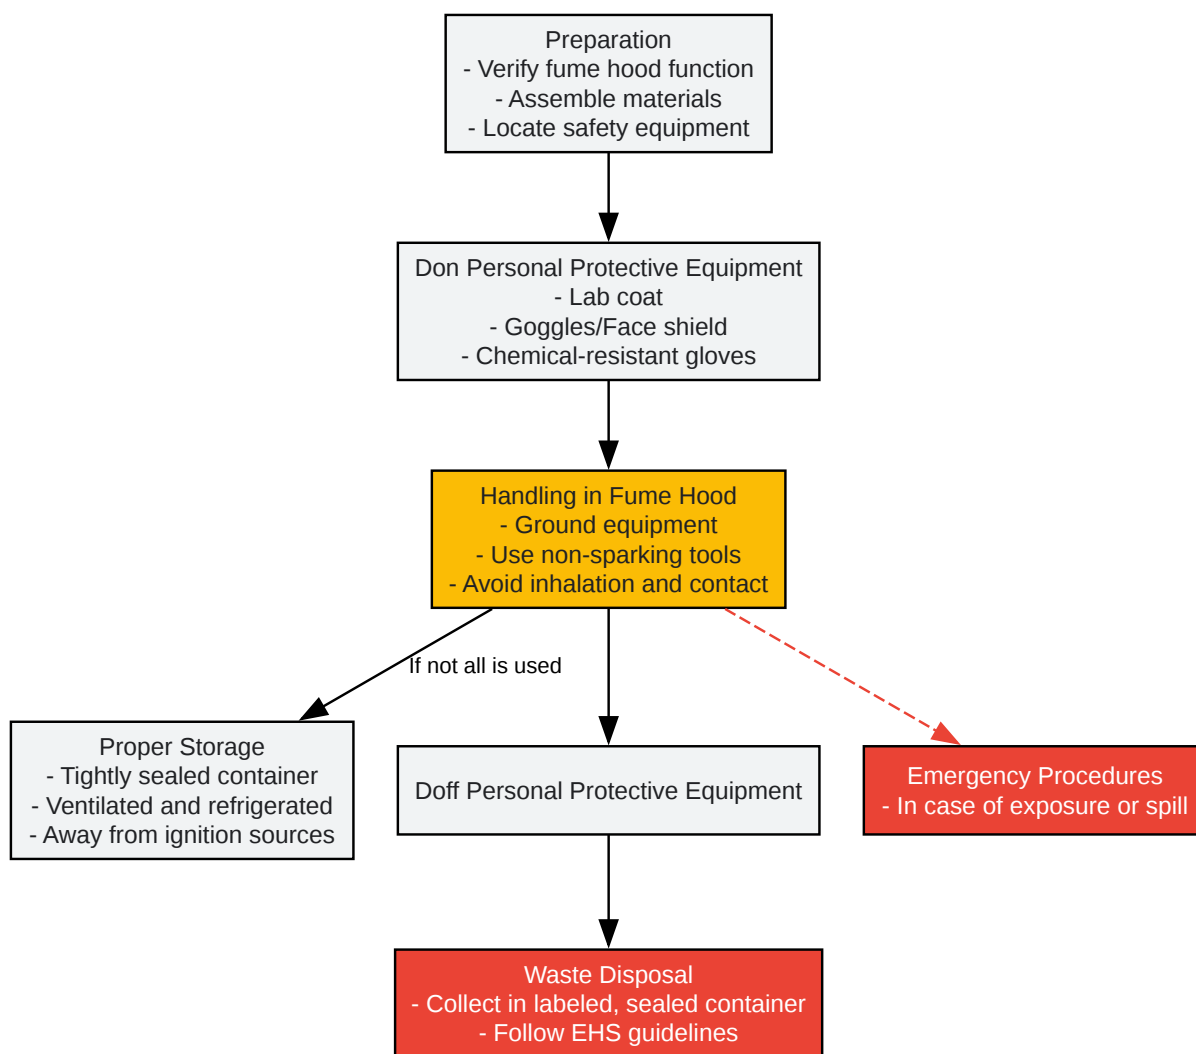 Preparation
- Verify fume hood function
- Assemble materials
- Locate safety equipment
Don Personal Protective Equipment
- Lab coat
- Goggles/Face shield
- Chemical-resistant gloves
Handling in Fume Hood
- Ground equipment
- Use non-sparking tools
- Avoid inhalation and contact
If not all is used
Proper Storage
- Tightly sealed container
- Ventilated and refrigerated
- Away from ignition sources
Doff Personal Protective Equipment
Emergency Procedures
- In case of exposure or spill
Waste Disposal
- Collect in labeled, sealed container
- Follow EHS guidelines